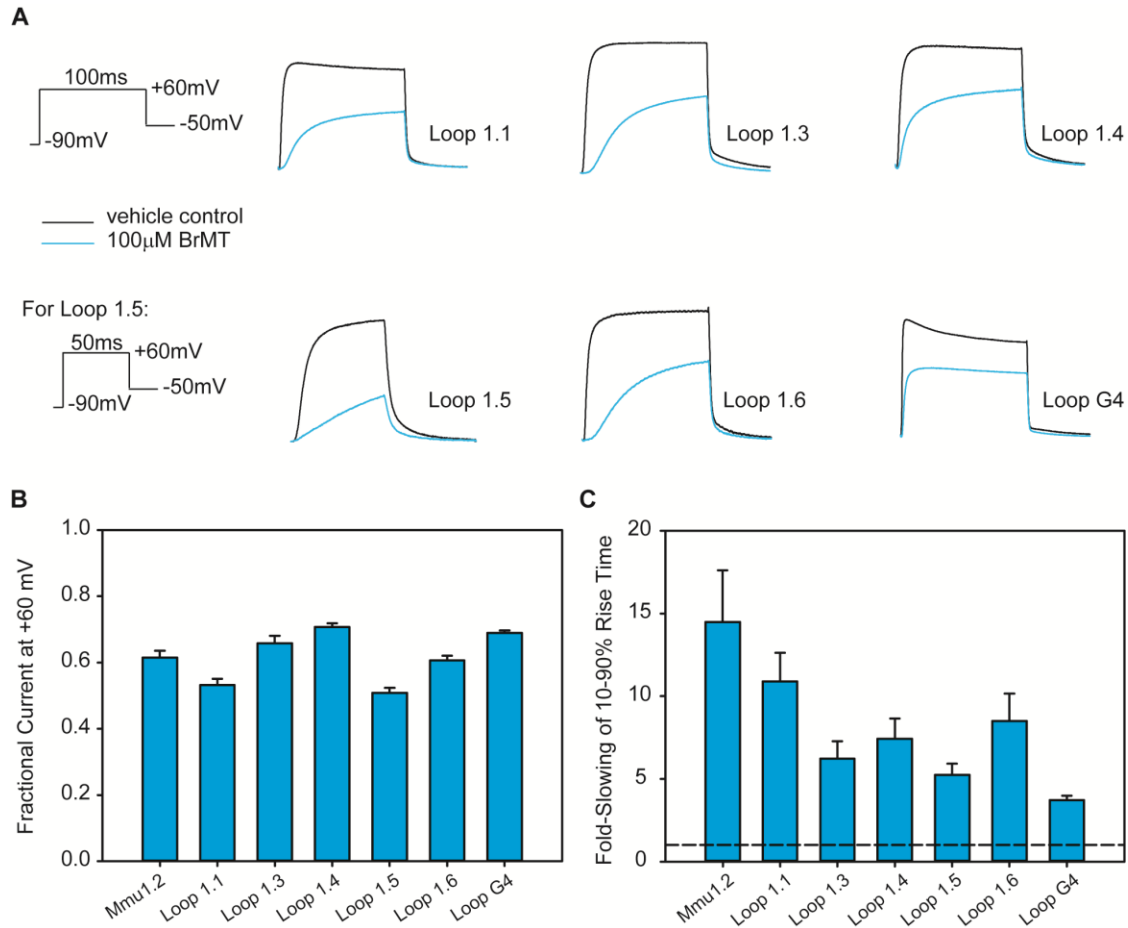 A
100ms
+60mV
-50mV
-90mV
Loop 1.1
Loop 1.3
Loop 1.4
vehicle control
100μM BrMT
For Loop 1.5:
50ms
+60mV
-50mV
-90mV
Loop 1.5
Loop 1.6
Loop G4
B
Fractional Current at +60 mV
1.0
0.8
0.6
0.4
0.2
0.0
Mmu1.2
Loop 1.1
Loop 1.3
Loop 1.4
Loop 1.5
Loop 1.6
Loop G4
C
Fold-Slowing of 10-90% Rise Time
20
15
10
5
0
Mmu1.2
Loop 1.1
Loop 1.3
Loop 1.4
Loop 1.5
Loop 1.6
Loop G4